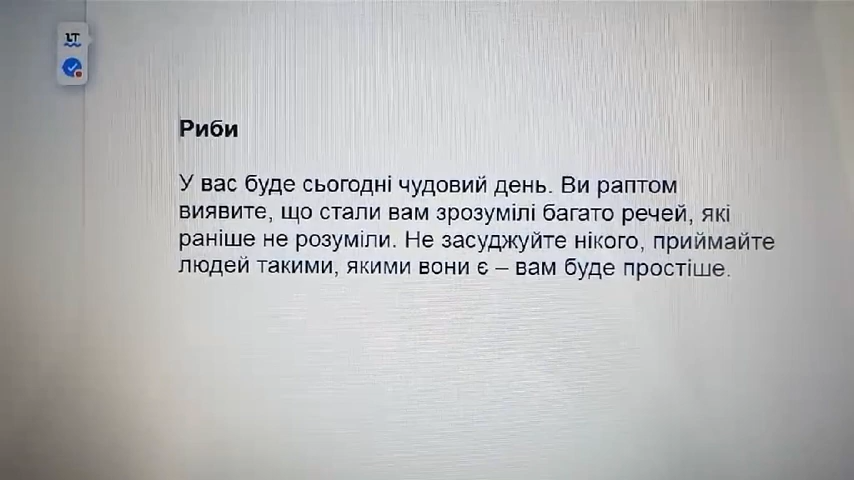 LT
Риби
У вас буде сьогодні чудовий день. Ви раптом
виявите, що стали вам зрозумілі багато речей, які
раніше не розуміли. Не засуджуйте нікого, приймайте
людей такими, якими вони є – вам буде простіше.